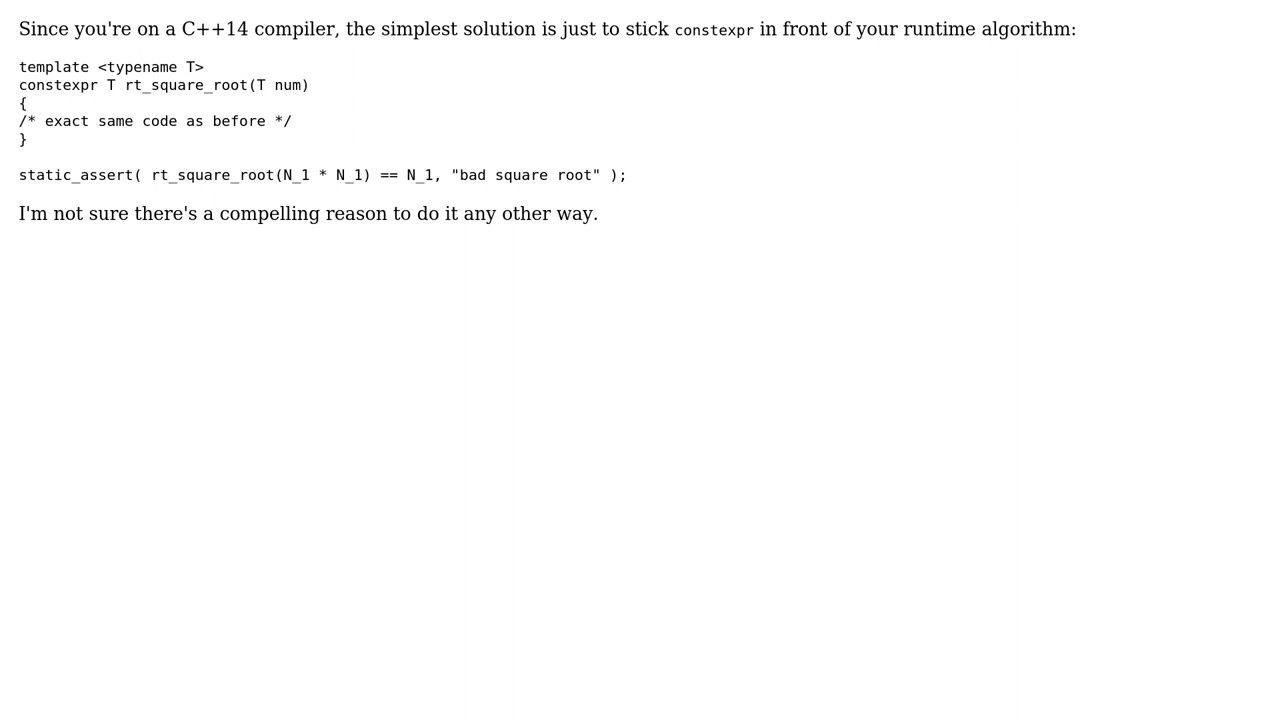 Since you're on a C++14 compiler, the simplest solution is just to stick constexpr in front of your runtime algorithm:
template <typename T>
constexpr T rt_square_root(T num)
{
/* exact same code as before */
}
static_assert( rt_square_root(N_1 * N_1) == N_1, "bad square root" );
I'm not sure there's a compelling reason to do it any other way.